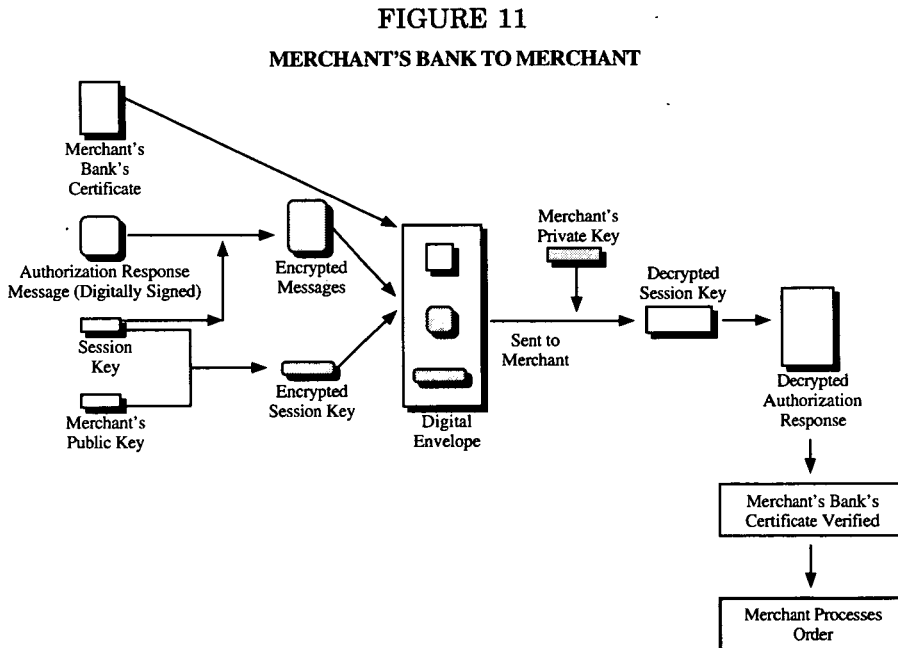 FIGURE 11
MERCHANT'S BANK TO MERCHANT
Merchant's
Bank's
Certificate
Authorization Response
Message (Digitally Signed)
Encrypted
Messages
Session
Key
Merchant's
Public Key
Encrypted
Session Key
Digital
Envelope
Merchant's
Private Key
Sent to
Merchant
Decrypted
Session Key
Decrypted
Authorization
Response
Merchant's Bank's
Certificate Verified
Merchant Processes
Order